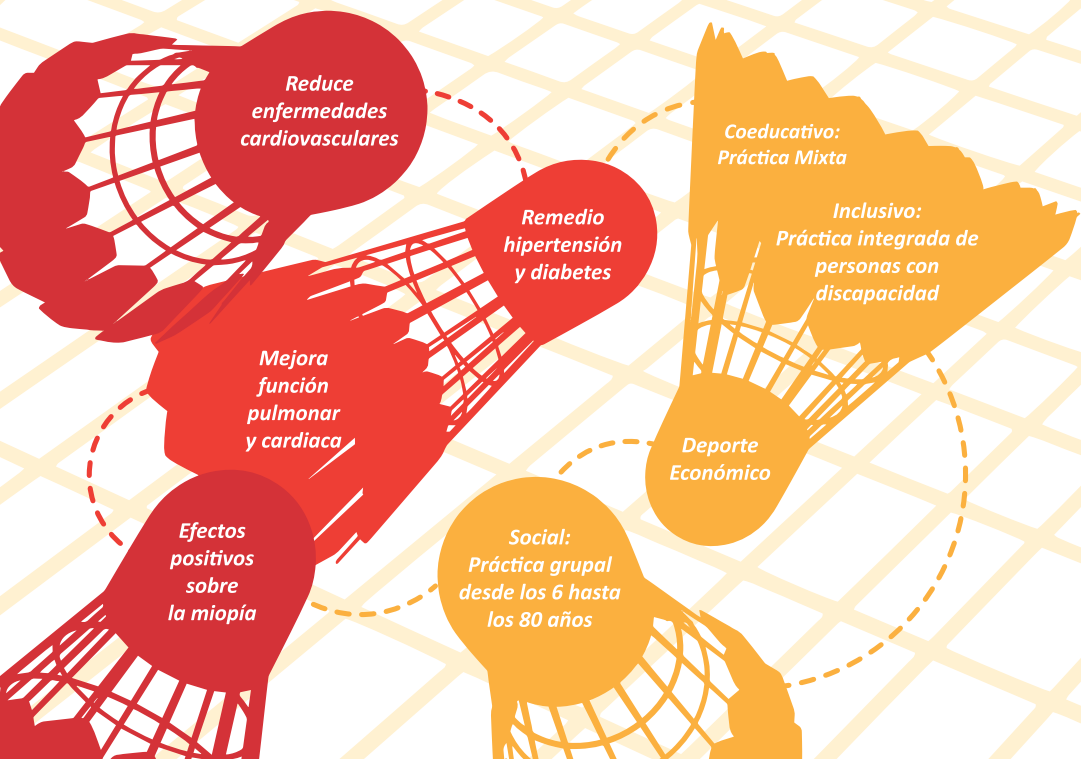 Reduce
enfermedades
cardiovasculares
Remedio
hipertensión
y diabetes
Mejora
función
pulmonar
y cardiaca
Efectos
positivos
sobre
la miopía
Coeducativo:
Práctica Mixta
Inclusivo:
Práctica integrada de
personas con
discapacidad
Deporte
Económico
Social:
Práctica grupal
desde los 6 hasta
los 80 años